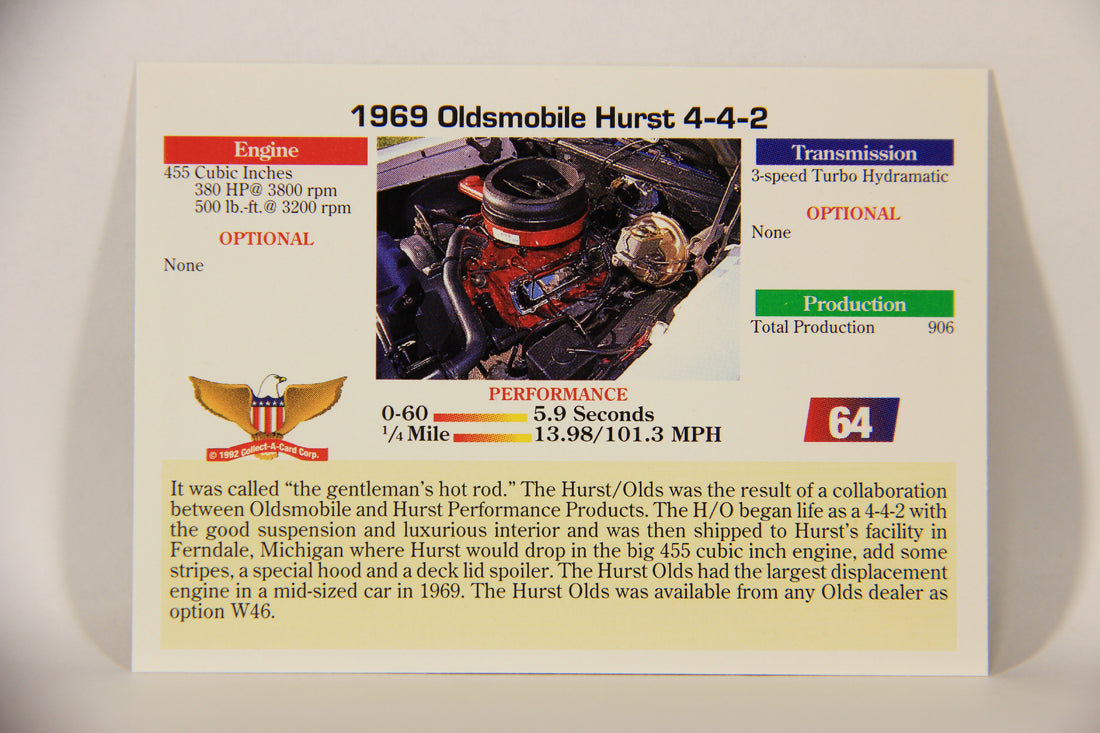 1969 Oldsmobile Hurst 4-4-2
Engine
455 Cubic Inches
380 HP@ 3800 rpm
500 lb.-ft.@ 3200 rpm
OPTIONAL
None
Transmission
3-speed Turbo Hydramatic
OPTIONAL
None
Production
Total Production 906
PERFORMANCE
0-60 5.9 Seconds
1/4 Mile 13.98/101.3 MPH
© 1992 Collect-A-Card Corp.
64
It was called “the gentleman’s hot rod.” The Hurst/Olds was the result of a collaboration
between Oldsmobile and Hurst Performance Products. The H/O began life as a 4-4-2 with
the good suspension and luxurious interior and was then shipped to Hurst’s facility in
Ferndale, Michigan where Hurst would drop in the big 455 cubic inch engine, add some
stripes, a special hood and a deck lid spoiler. The Hurst Olds had the largest displacement
engine in a mid-sized car in 1969. The Hurst Olds was available from any Olds dealer as
option W46.